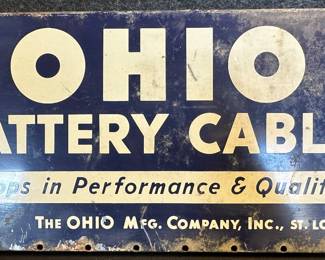 OHIO
ATTERY CABL
ops in Performance & Qualit
THE OHIO MFG. COMPANY, INC., ST. LO